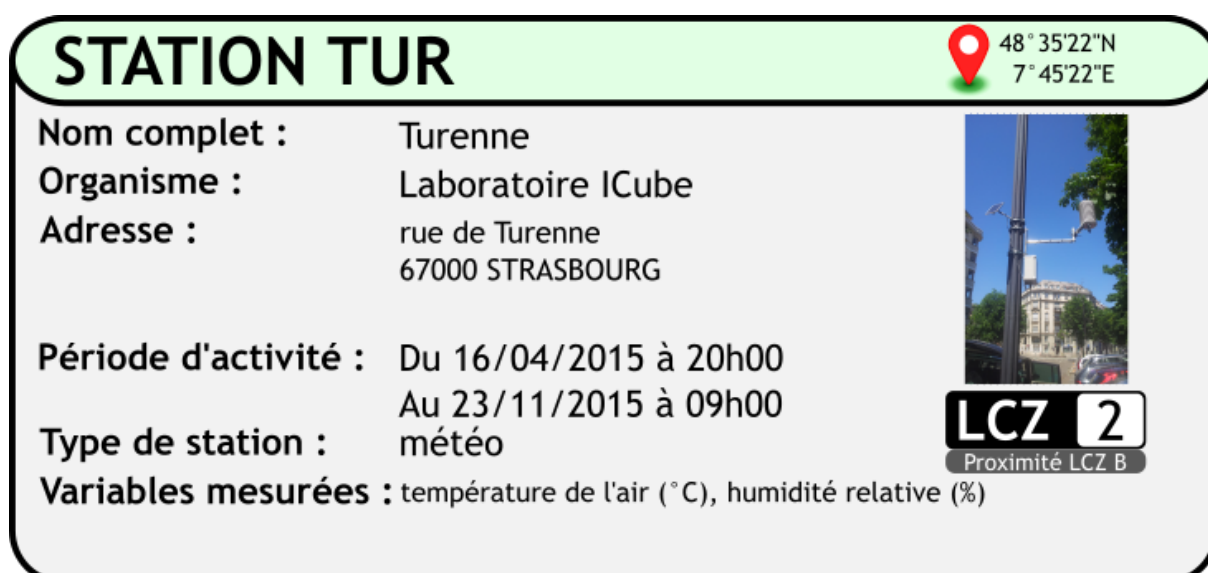 STATION TUR
48°35'22"N
7°45'22"E
Nom complet : Turenne
Organisme : Laboratoire ICube
Adresse : rue de Turenne
67000 STRASBOURG
Période d'activité : Du 16/04/2015 à 20h00
Au 23/11/2015 à 09h00
Type de station : météo
LCZ 2
Proximité LCZ B
Variables mesurées : température de l'air (°C), humidité relative (%)